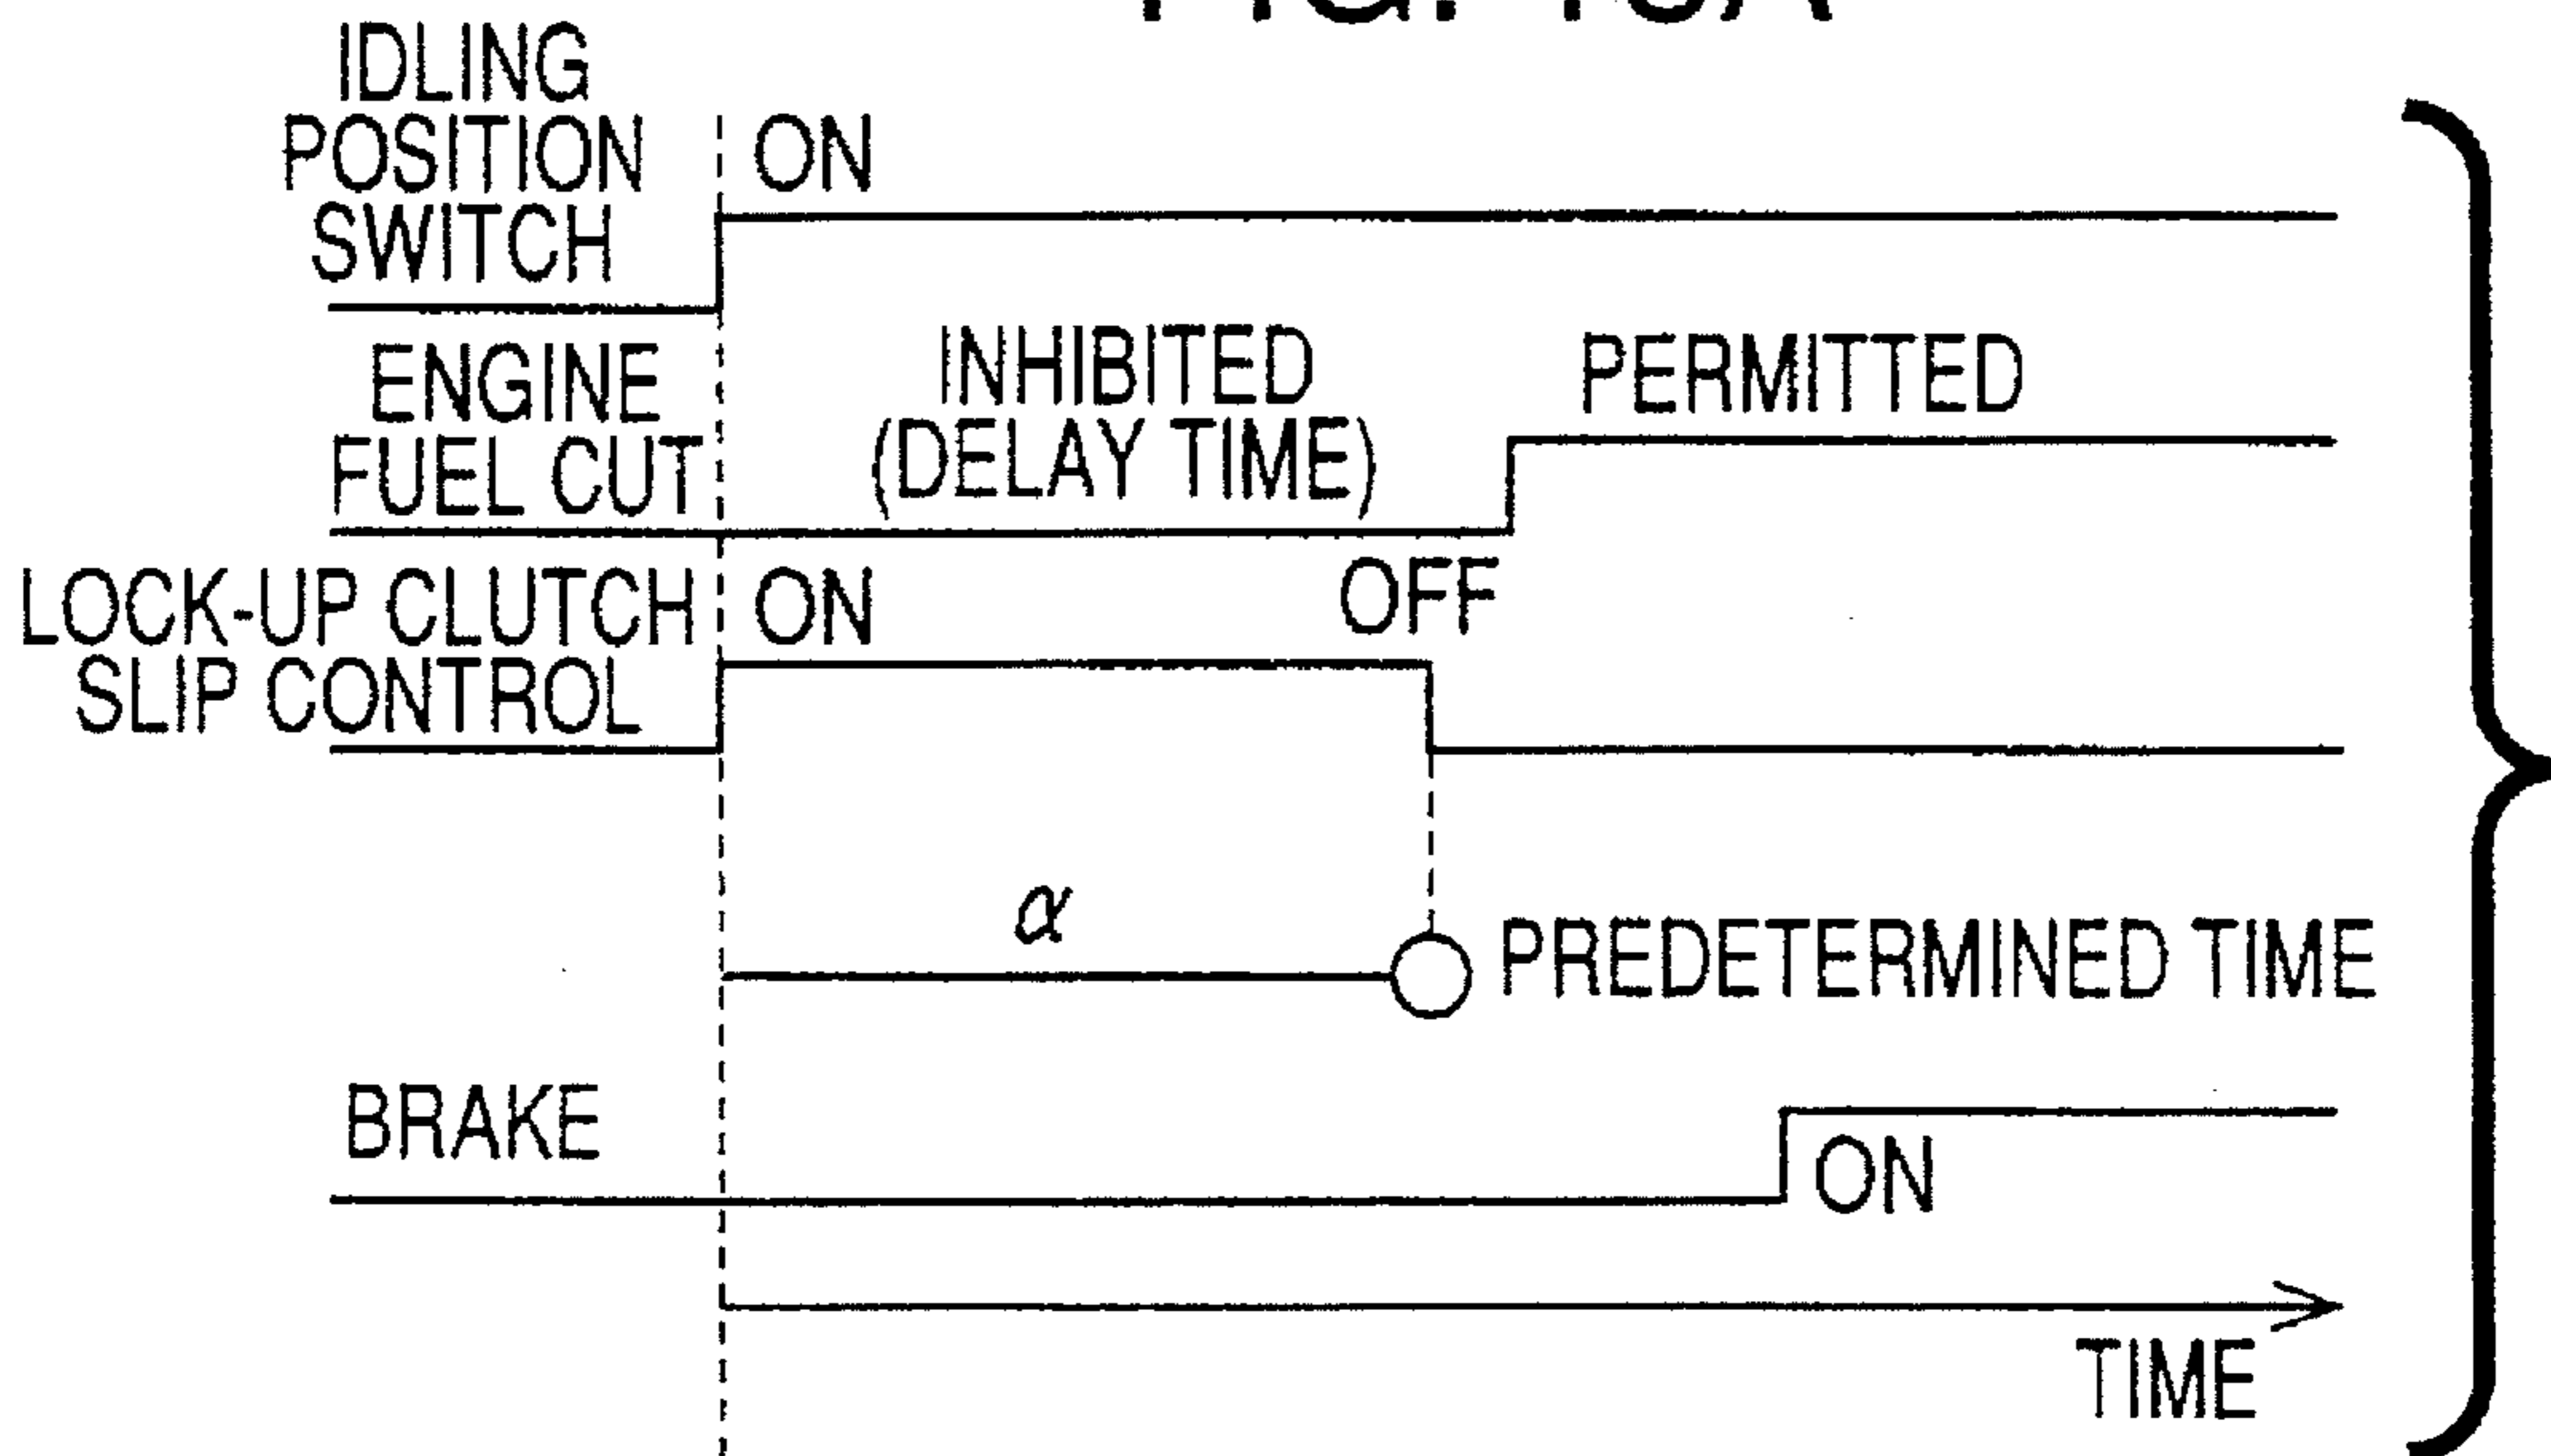 FIG.
IDLING
POSITION
SWITCH
ON
ENGINE
FUEL CUT
INHIBITED
(DELAY TIME)
PERMITTED
LOCK-UP CLUTCH
SLIP CONTROL
ON
OFF
α
PREDETERMINED TIME
BRAKE
ON
TIME